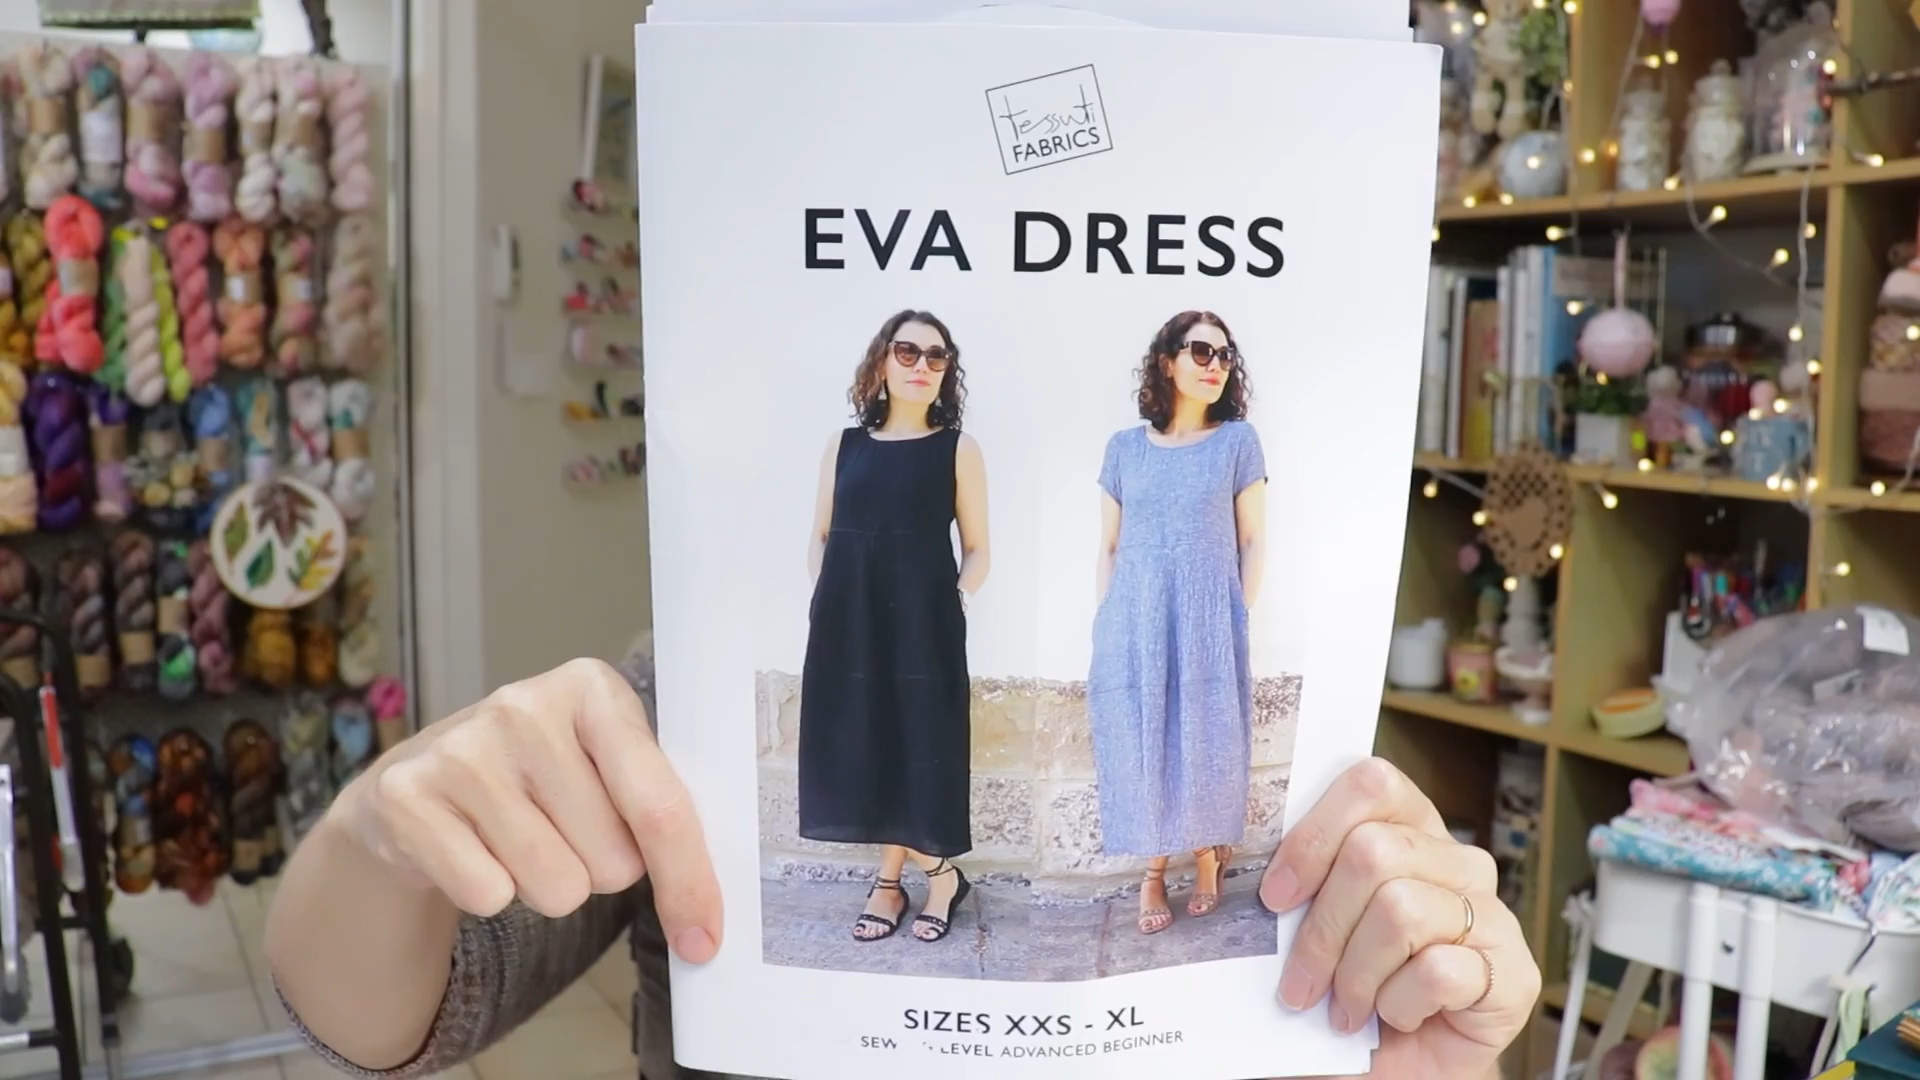 tessuti
FABRICS
EVA DRESS
SIZES XXS - XL
LEVEL ADVANCED BEGINNER